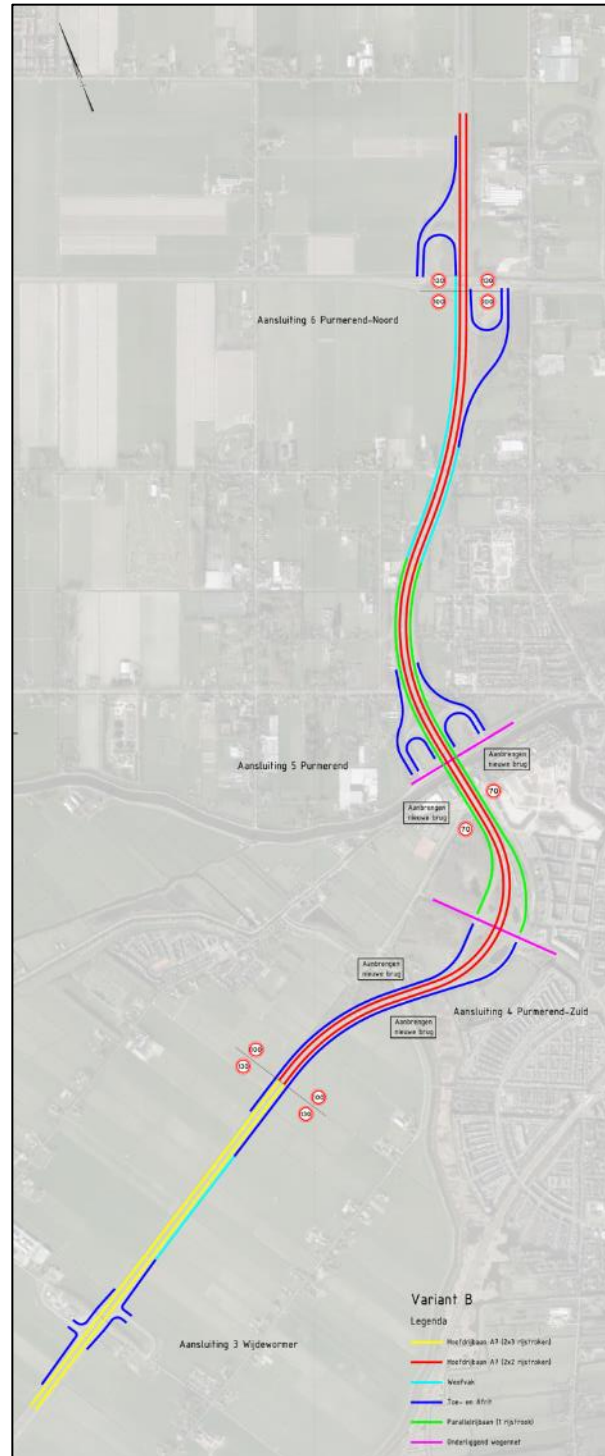 130
130
100
100
Aansluiting 6 Purmerend-Noord
Aansluiting 5 Purmerend
Aanbrengen
nieuwe brug
70
Aanbrengen
nieuwe brug
70
Aanbrengen
nieuwe brug
Aansluiting 4 Purmerend-Zuid
Aanbrengen
nieuwe brug
100
130
100
130
Variant B
Legenda
Aansluiting 3 Wijdewormer
Hoofdrijbaan A7 (2x3 rijstroken)
Hoofdrijbaan A7 (2x2 rijstroken)
Weefvak
Toe- en Afrit
Parallelrijbaan (1 rijstrook)
Onderliggend wegennet